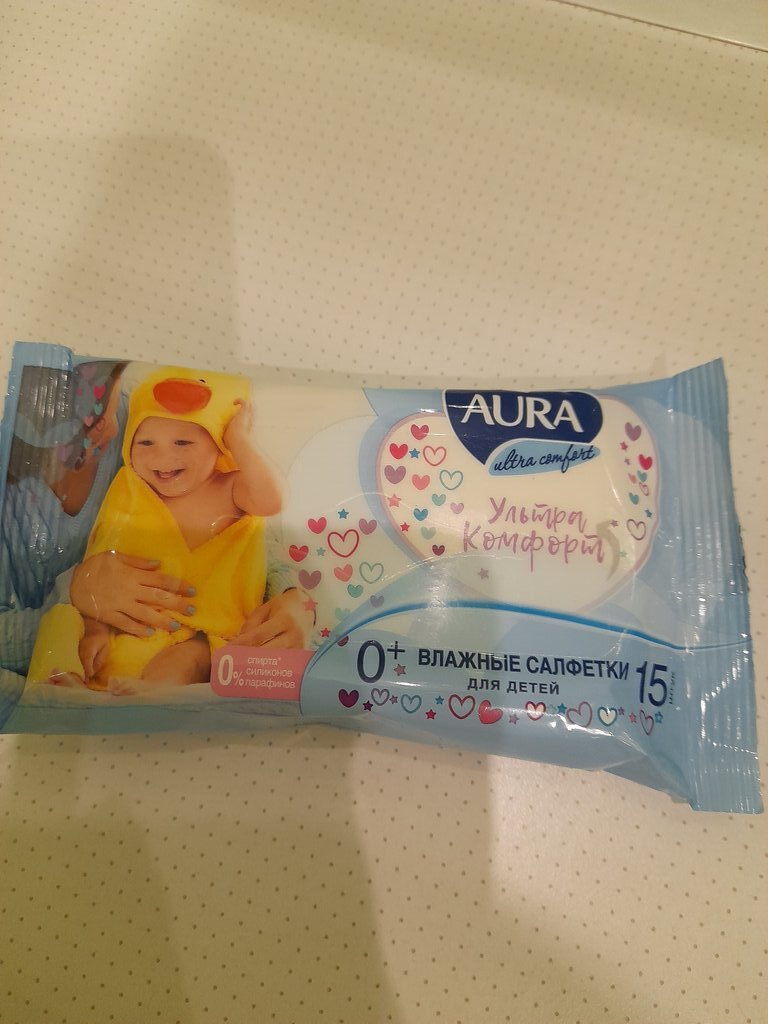 AURA
ultra comfort
Ультра
Комфорт
0+ ВЛАЖНЫЕ САЛФЕТКИ 15
ДЛЯ ДЕТЕЙ
0% спирта*
силиконов
парафинов